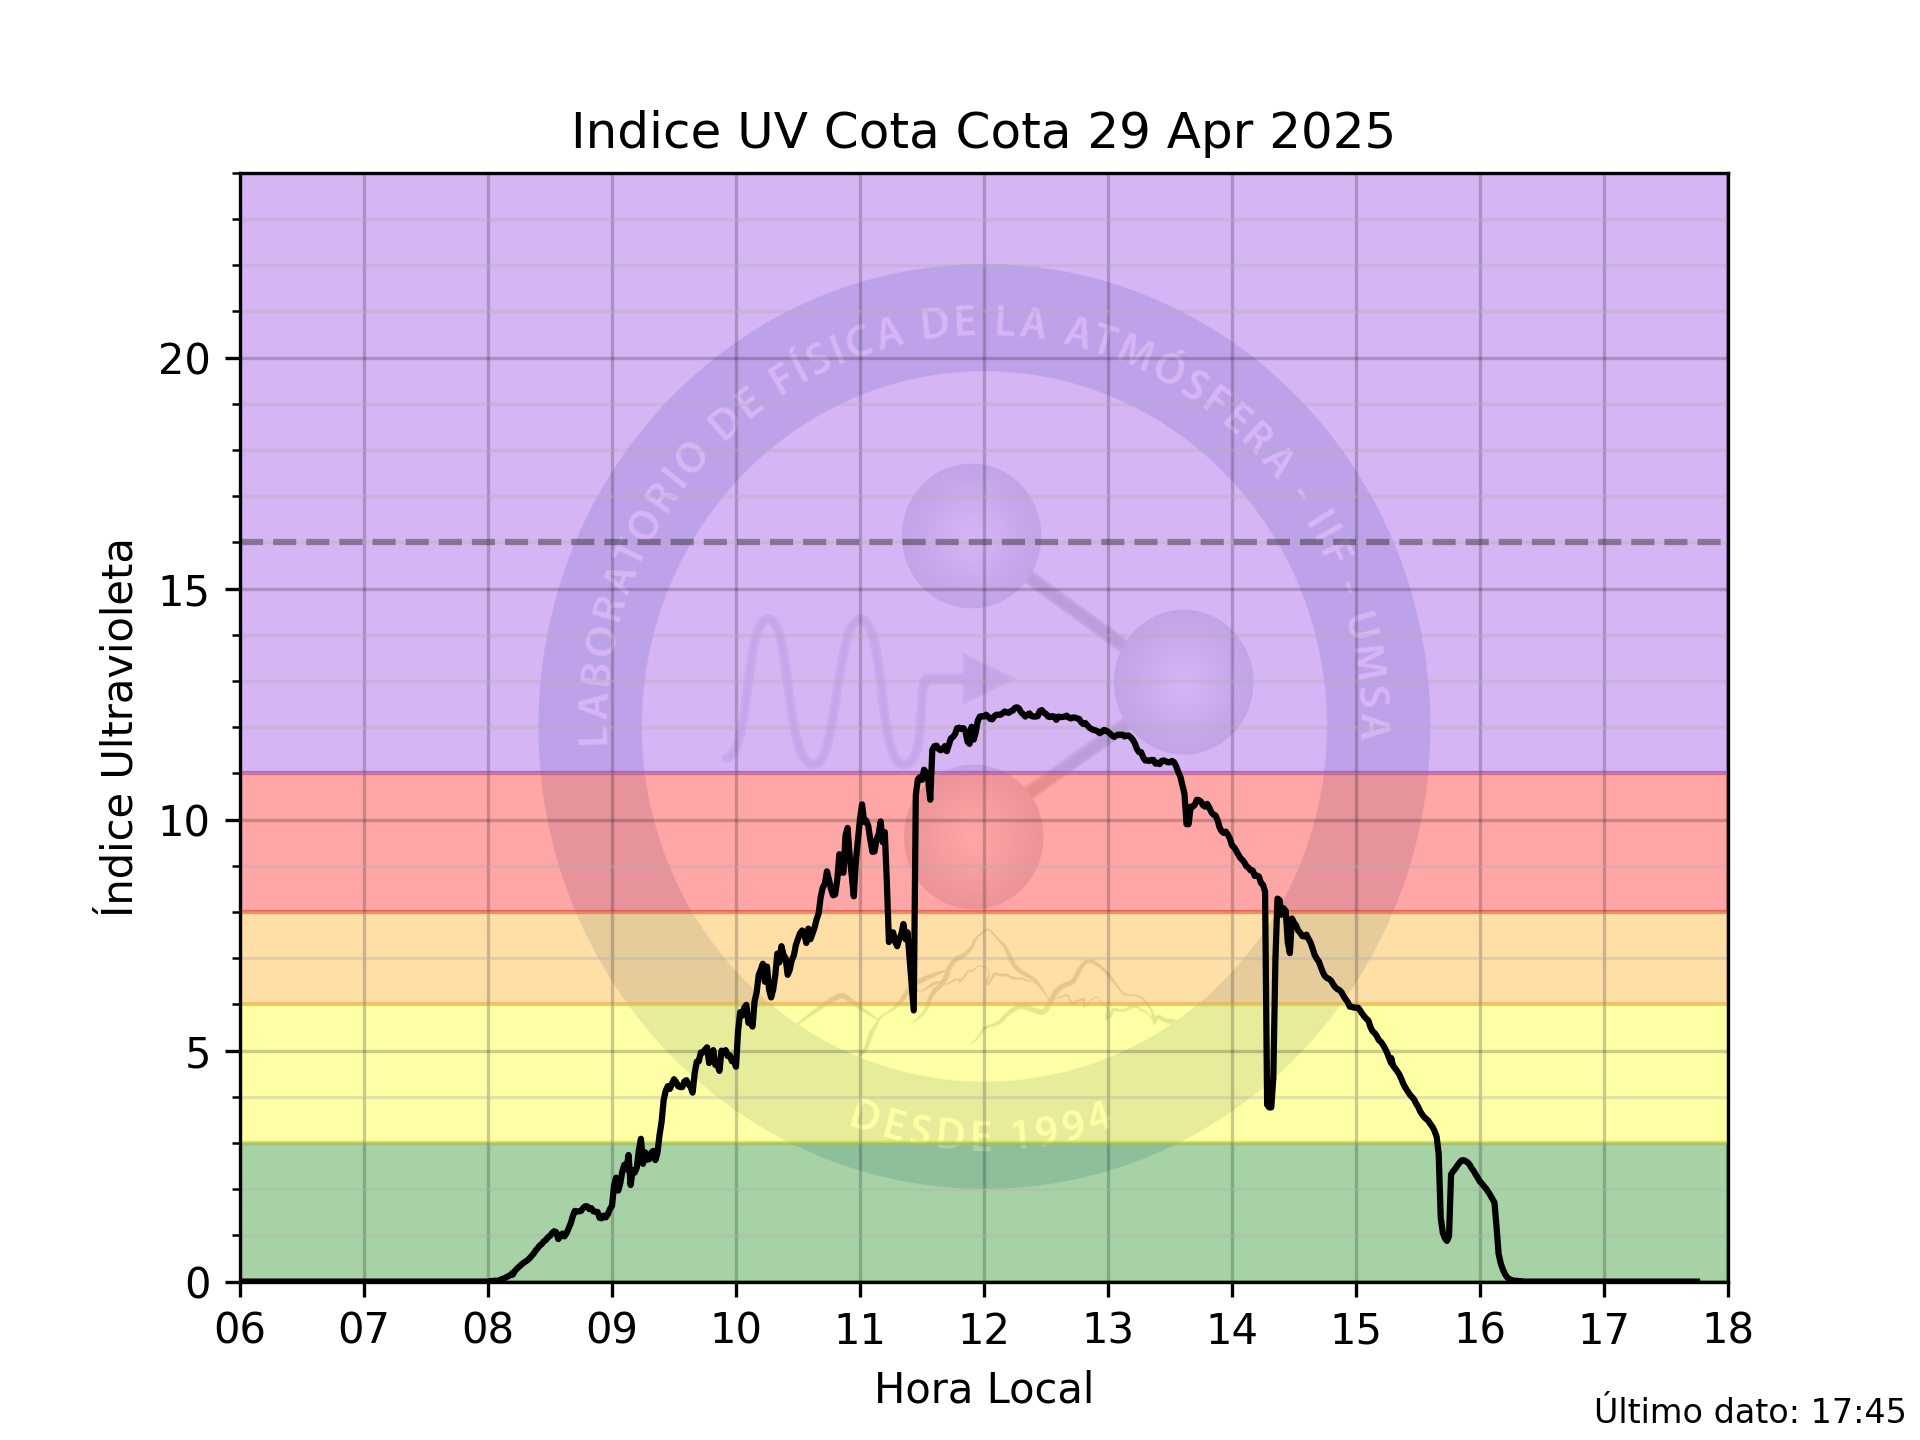 Indice UV Cota Cota 29 Apr 2025
LABORATORIO DE FÍSICA DE LA ATMÓSFERA - IIF - UMSA
20
15
10
5
0
Índice Ultravioleta
DESDE 1994
06 07 08 09 10 11 12 13 14 15 16 17 18
Hora Local
Último dato: 17:45